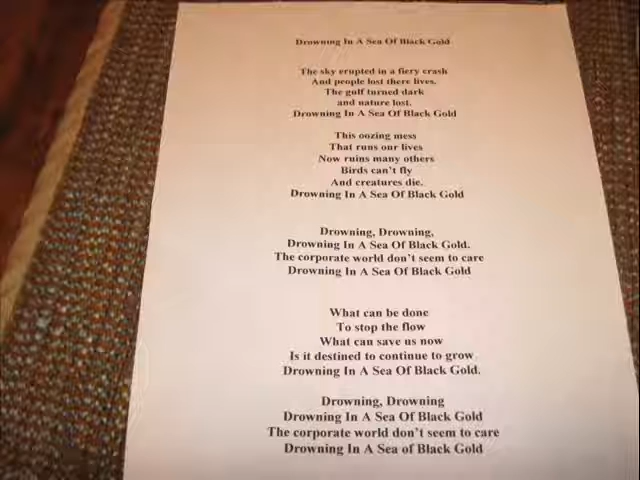 Drowning In A Sea Of Black Gold
The sky erupted in a fiery crash
And people lost there lives.
The golf turned dark
and nature lost.
Drowning In A Sea Of Black Gold
This oozing mess
That runs our lives
Now ruins many others
Birds can't fly
And creatures die.
Drowning In A Sea Of Black Gold
Drowning, Drowning,
Drowning In A Sea Of Black Gold.
The corporate world don't seem to care
Drowning In A Sea Of Black Gold
What can be done
To stop the flow
What can save us now
Is it destined to continue to grow
Drowning In A Sea Of Black Gold.
Drowning, Drowning
Drowning In A Sea Of Black Gold
The corporate world don't seem to care
Drowning In A Sea of Black Gold